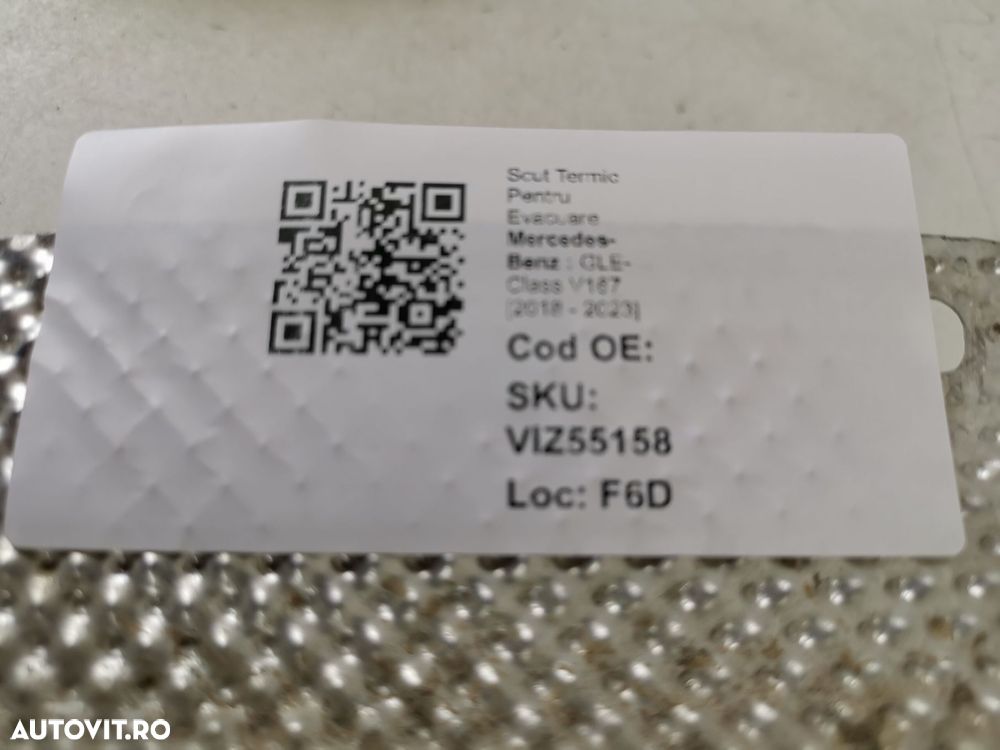 Scut Termic
Pentru
Evacuare
Mercedes-
Benz : GLE-
Class V167
[2018 - 2023]
Cod OE:
SKU:
VIZ55158
Loc: F6D
AUTOVIT.RO